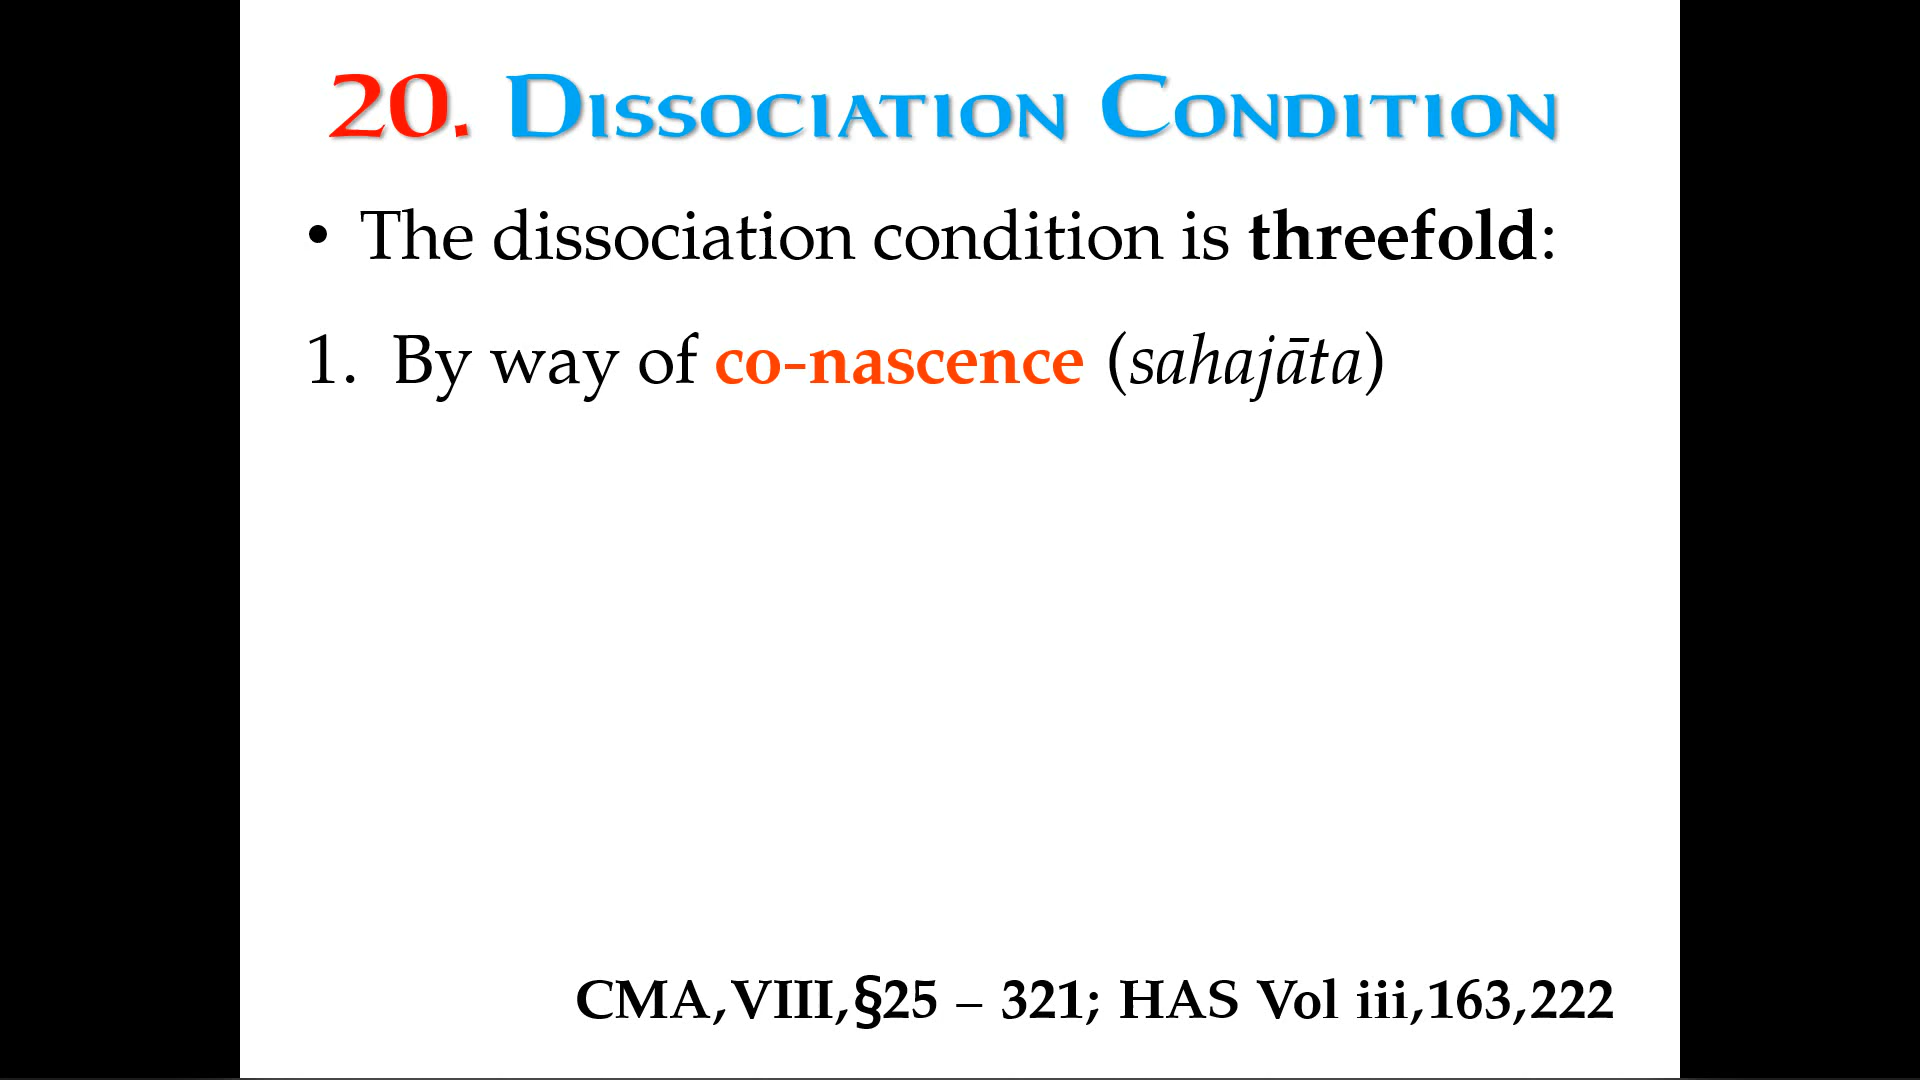 20. Dissociation Condition
• The dissociation condition is threefold:
1. By way of co-nascence (sahajāta)
CMA,VIII,§25 – 321; HAS Vol iii,163,222